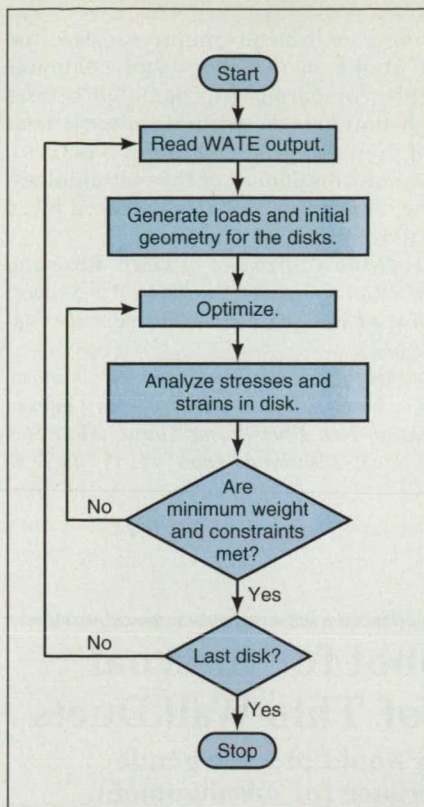 Start
Read WATE output.
Generate loads and initial
geometry for the disks.
Optimize.
Analyze stresses and
strains in disk.
Are
minimum weight
and constraints
met?
No
Yes
Last disk?
No
Yes
Stop